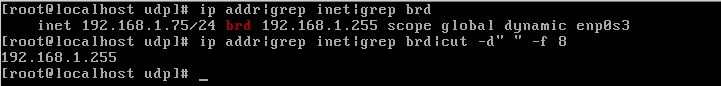 [root@localhost udp]# ip addr|grep inet|grep brd
    inet 192.168.1.75/24 brd 192.168.1.255 scope global dynamic enp0s3
[root@localhost udp]# ip addr|grep inet|grep brd|cut -d" " -f 8
192.168.1.255
[root@localhost udp]# _